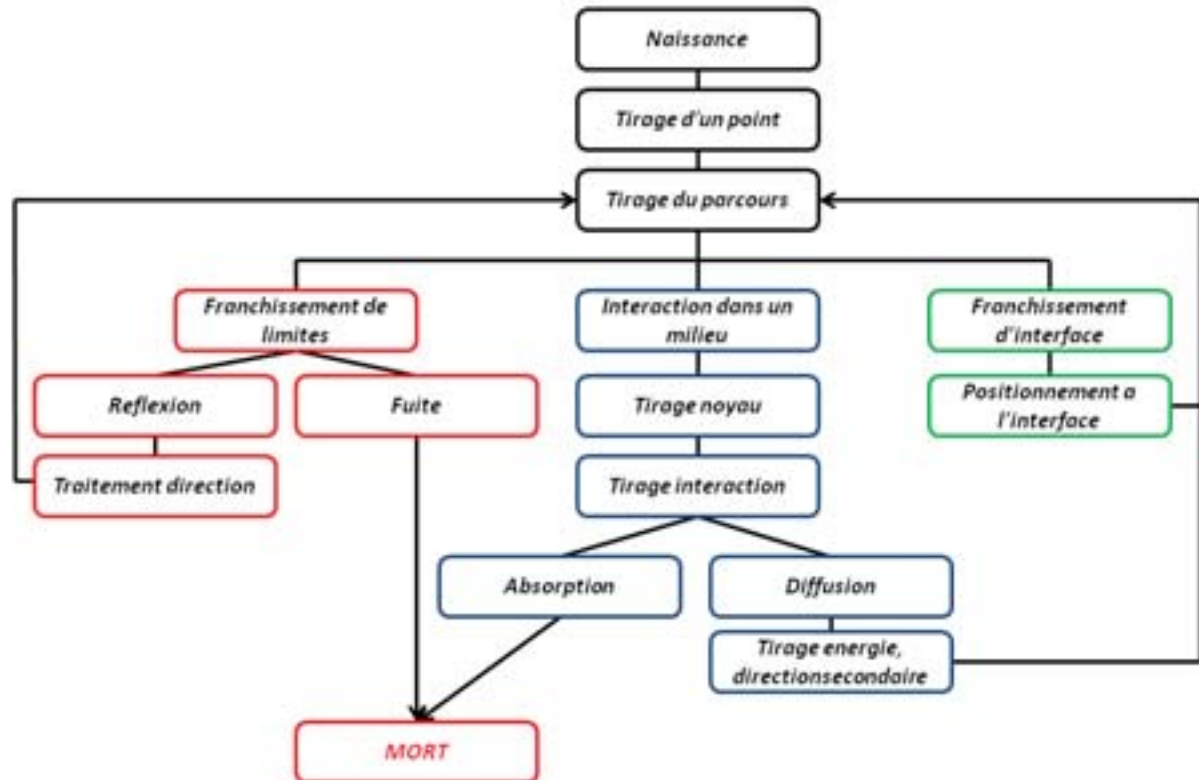 Naissance
Tirage d'un point
Tirage du parcours
Franchissement de
limites
Interaction dans un
milieu
Franchissement
d'interface
Reflexion
Fuite
Tirage noyau
Positionnement a
l'interface
Traitement direction
Tirage interaction
Absorption
Diffusion
Tirage energie,
directionsecondaire
MORT